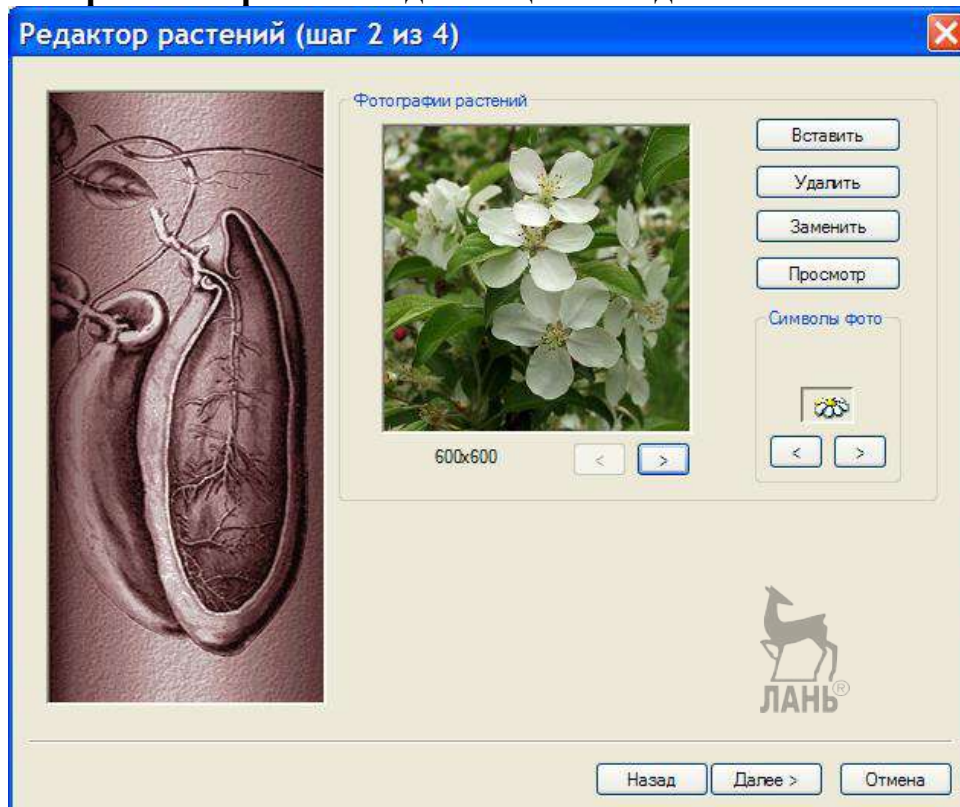 Редактор растений (шаг 2 из 4)
Фотографии растений
Вставить
Удалить
Заменить
Просмотр
Символы фото
600x600
<
>
<
>
ЛАНЬ®
Назад
Далее >
Отмена